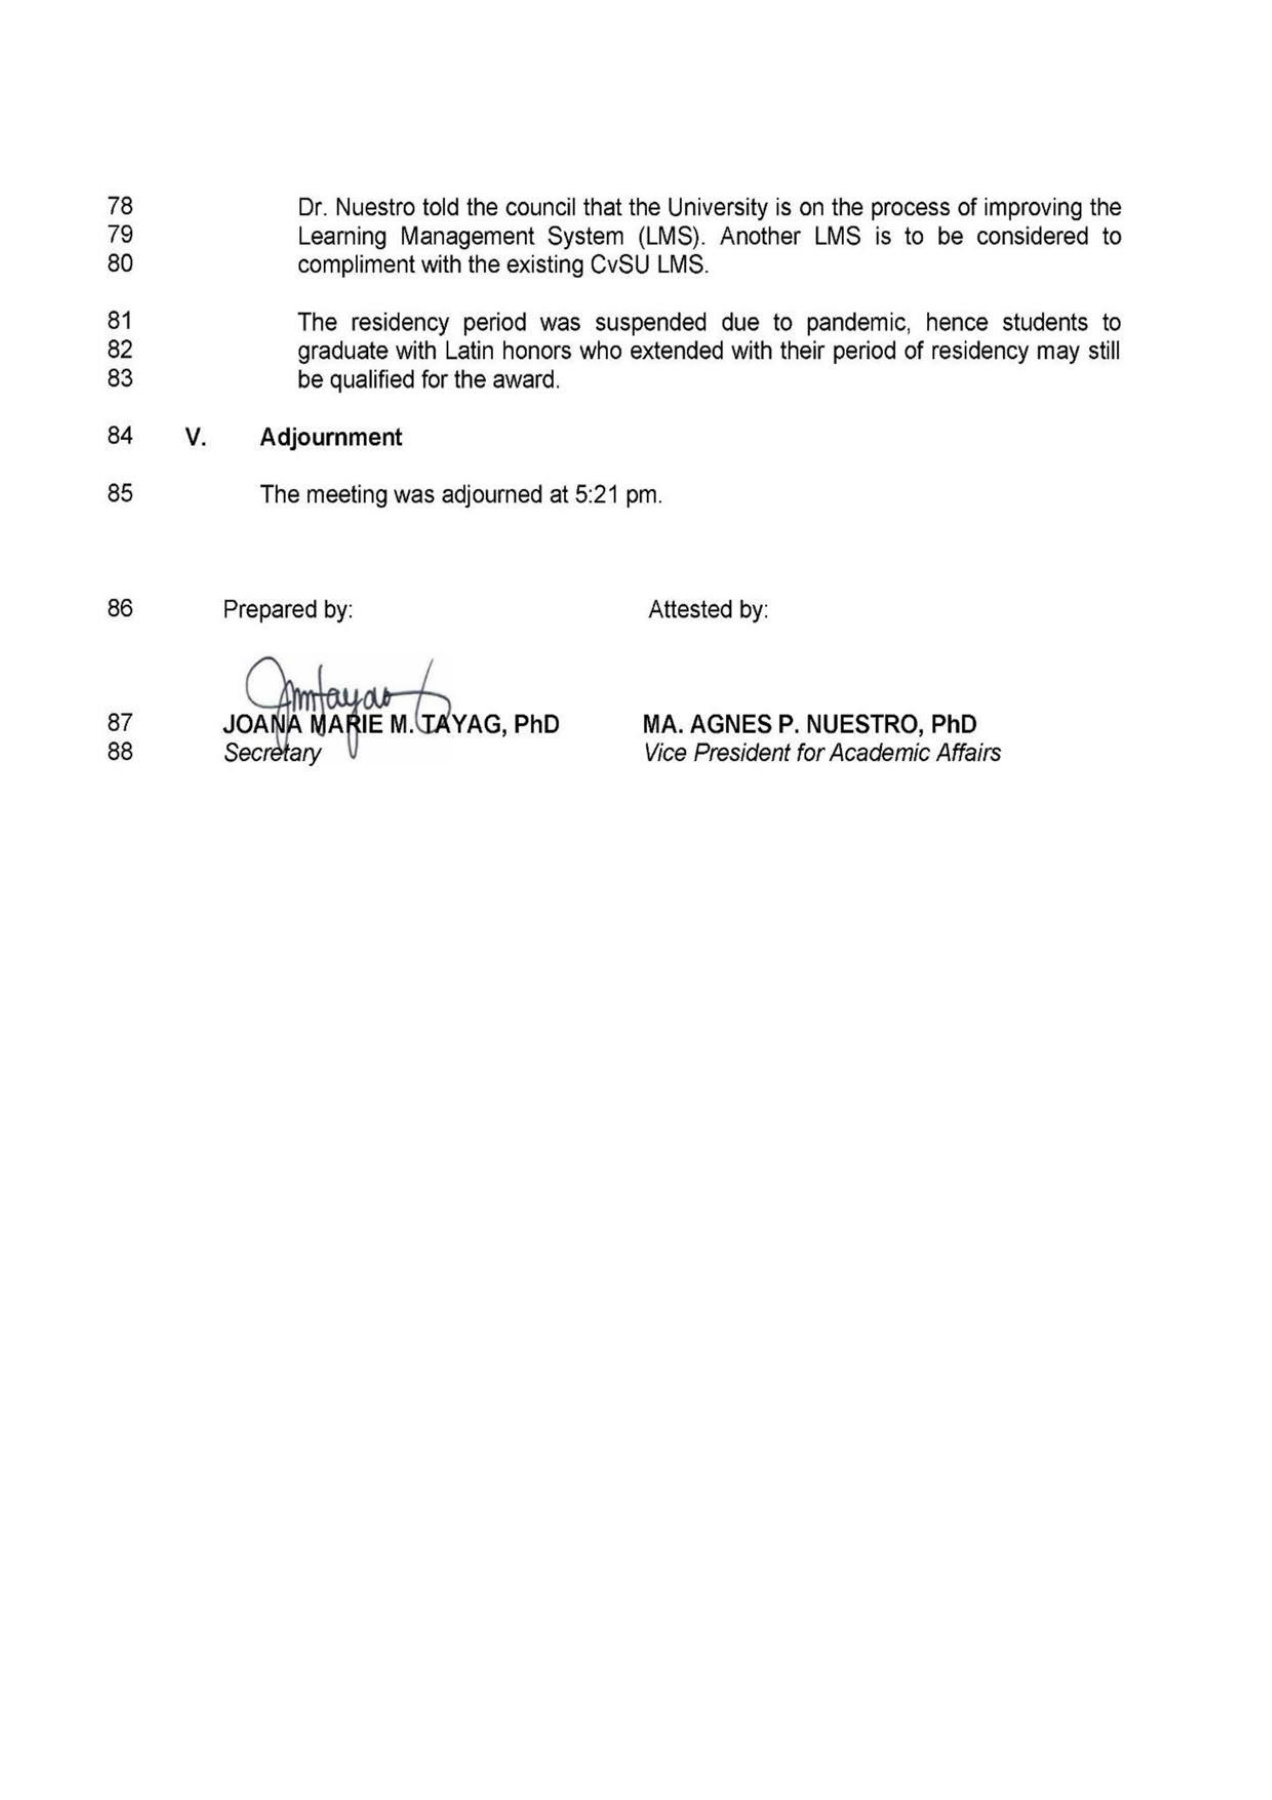 78 Dr. Nuestro told the council that the University is on the process of improving the
79 Learning Management System (LMS). Another LMS is to be considered to
80 compliment with the existing CvSU LMS.
81 The residency period was suspended due to pandemic, hence students to
82 graduate with Latin honors who extended with their period of residency may still
83 be qualified for the award.
84 V. Adjournment
85 The meeting was adjourned at 5:21 pm.
86 Prepared by: Attested by:
Jmtayag
87 JOANA MARIE M. TAYAG, PhD MA. AGNES P. NUESTRO, PhD
88 Secretary Vice President for Academic Affairs